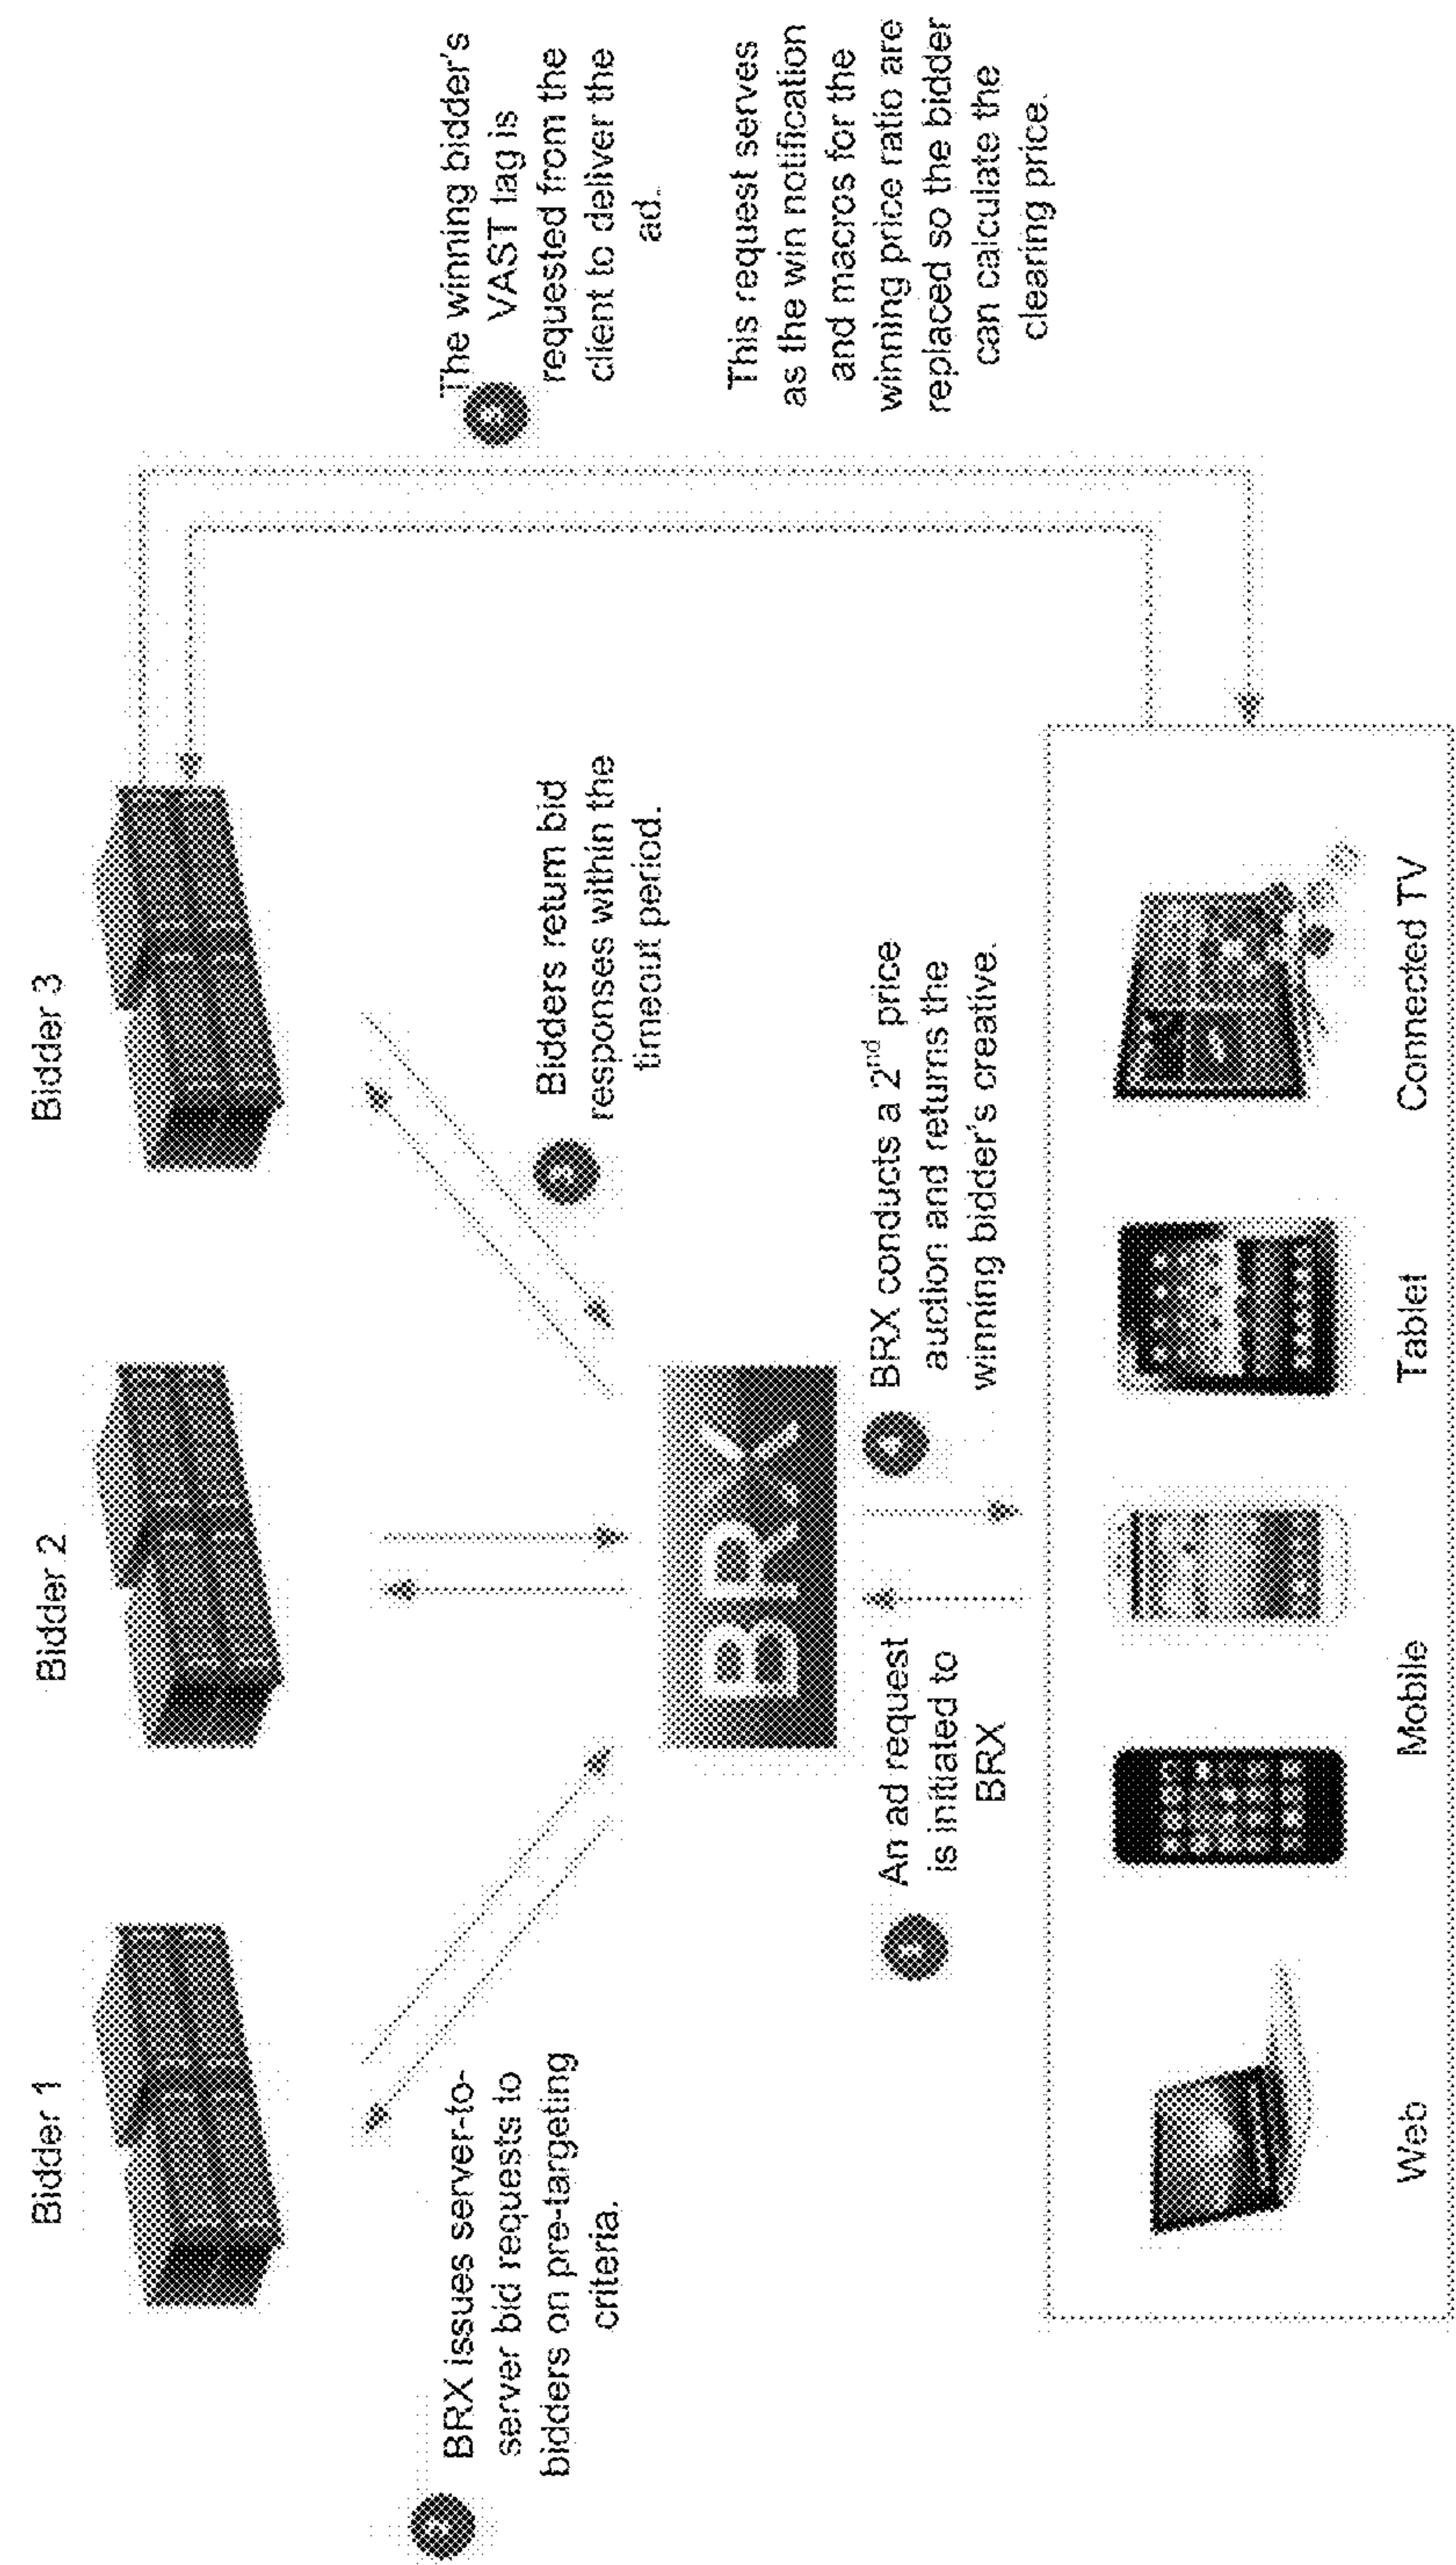 Bidder 1
Bidder 2
Bidder 3
BRX issues server-to-
server bid requests to
bidders on pre-targeting
criteria.
Bidders return bid
responses within the
timeout period.
The winning bidder's
VAST tag is
requested from the
client to deliver the
ad.
This request serves
as the win notification
and macros for the
winning price ratio are
replaced so the bidder
can calculate the
clearing price.
BRX
An ad request
is initiated to
BRX
4
BRX conducts a 2nd price
auction and returns the
winning bidder's creative.
Web
Mobile
Tablet
Connected TV